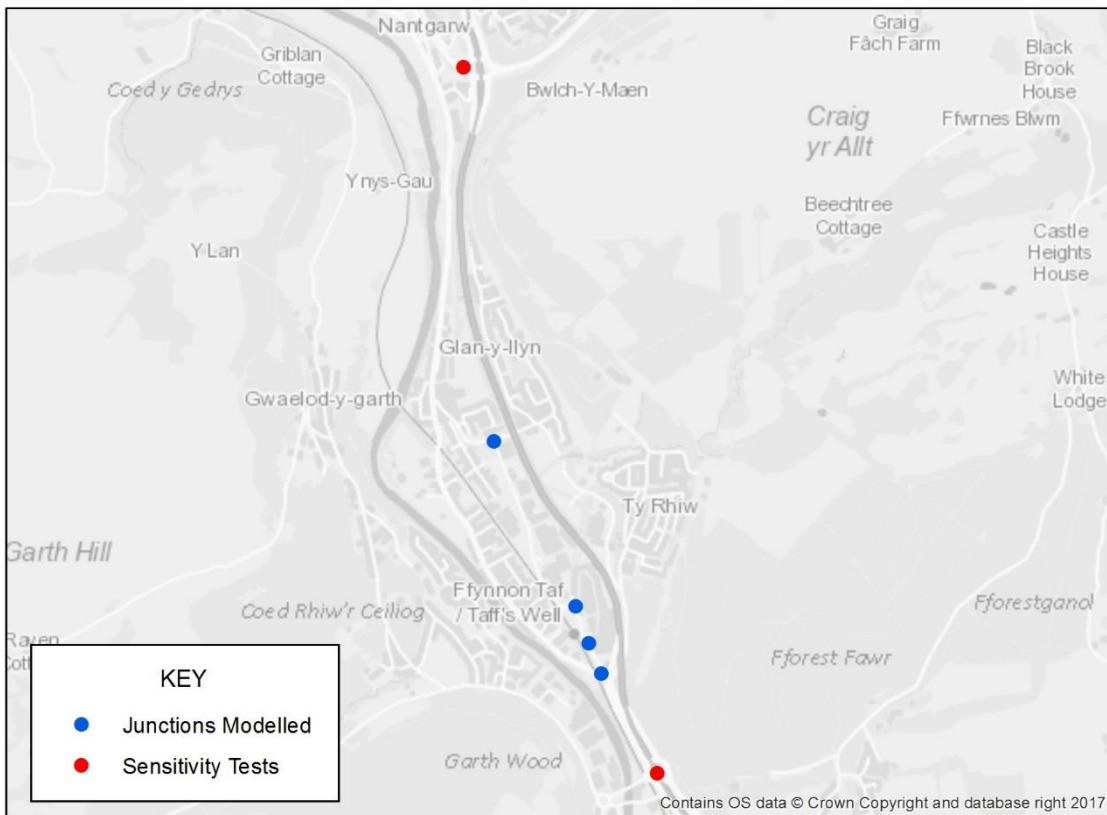 Nantgarw
Graig
Fâch Farm
Griblan
Cottage
Black
Brook
House
Coed y Gedrys
Bwlch-Y-Maen
Craig
yr Allt
Ffwrnes Blwm
Ynys-Gau
Beechtree
Cottage
Y Lan
Castle
Heights
House
Glan-y-llyn
White
Lodge
Gwaelod-y-garth
Ty Rhiw
Garth Hill
Ffynnon Taf
/ Taff's Well
Coed Rhiw'r Ceiliog
Fforestganol
Raven
Fforest Fawr
KEY
Junctions Modelled
Sensitivity Tests
Garth Wood
Contains OS data © Crown Copyright and database right 2017